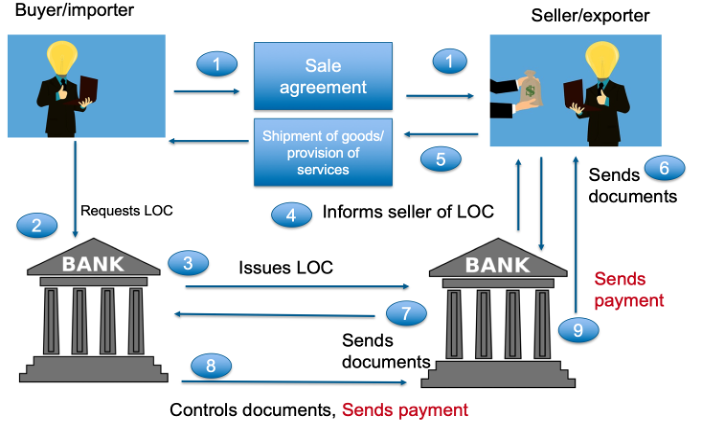 Buyer/importer
Seller/exporter
1
Sale
agreement
1
$
Shipment of goods/
provision of
services
5
6
Sends
documents
2
Requests LOC
4
Informs seller of LOC
BANK
3
Issues LOC
BANK
Sends
payment
7
9
Sends
documents
8
Controls documents, Sends payment